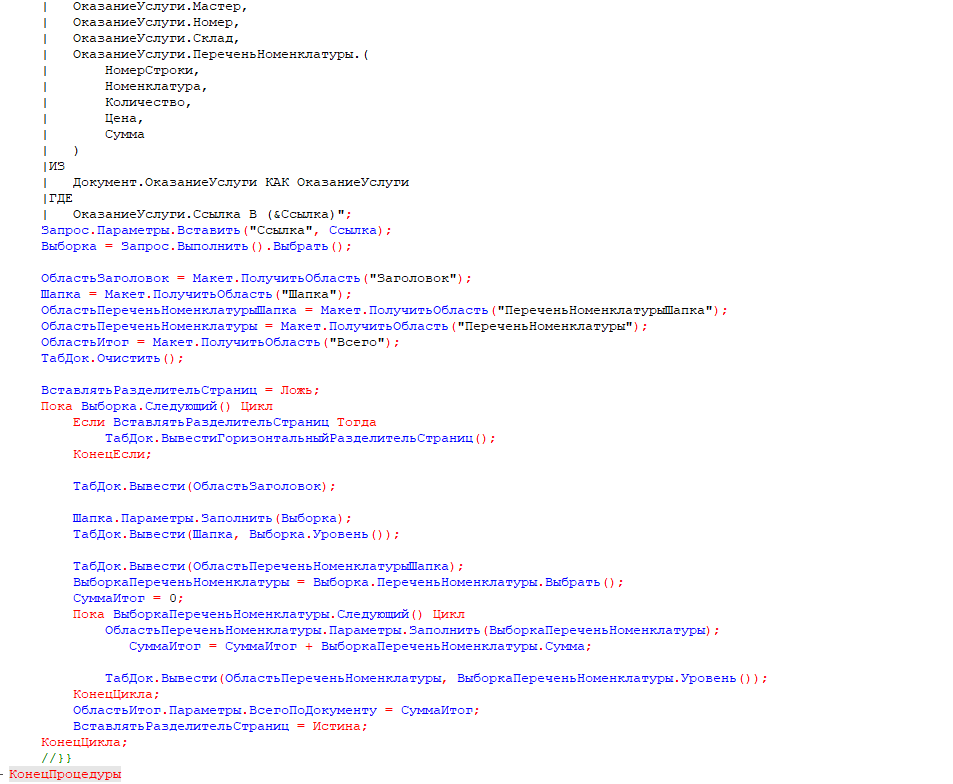 |   ОказаниеУслуги.Мастер,
|   ОказаниеУслуги.Номер,
|   ОказаниеУслуги.Склад,
|   ОказаниеУслуги.ПереченьНоменклатуры.(
|       НомерСтроки,
|       Номенклатура,
|       Количество,
|       Цена,
|       Сумма
|   )
|ИЗ
|   Документ.ОказаниеУслуги КАК ОказаниеУслуги
|ГДЕ
|   ОказаниеУслуги.Ссылка В (&Ссылка)";
Запрос.Параметры.Вставить("Ссылка", Ссылка);
Выборка = Запрос.Выполнить().Выбрать();

ОбластьЗаголовок = Макет.ПолучитьОбласть("Заголовок");
Шапка = Макет.ПолучитьОбласть("Шапка");
ОбластьПереченьНоменклатурыШапка = Макет.ПолучитьОбласть("ПереченьНоменклатурыШапка");
ОбластьПереченьНоменклатуры = Макет.ПолучитьОбласть("ПереченьНоменклатуры");
ОбластьИтог = Макет.ПолучитьОбласть("Всего");
ТабДок.Очистить();

ВставлятьРазделительСтраниц = Ложь;
Пока Выборка.Следующий() Цикл
    Если ВставлятьРазделительСтраниц Тогда
        ТабДок.ВывестиГоризонтальныйРазделительСтраниц();
    КонецЕсли;

    ТабДок.Вывести(ОбластьЗаголовок);

    Шапка.Параметры.Заполнить(Выборка);
    ТабДок.Вывести(Шапка, Выборка.Уровень());

    ТабДок.Вывести(ОбластьПереченьНоменклатурыШапка);
    ВыборкаПереченьНоменклатуры = Выборка.ПереченьНоменклатуры.Выбрать();
    СуммаИтог = 0;
    Пока ВыборкаПереченьНоменклатуры.Следующий() Цикл
        ОбластьПереченьНоменклатуры.Параметры.Заполнить(ВыборкаПереченьНоменклатуры);
           СуммаИтог = СуммаИтог + ВыборкаПереченьНоменклатуры.Сумма;

        ТабДок.Вывести(ОбластьПереченьНоменклатуры, ВыборкаПереченьНоменклатуры.Уровень());
    КонецЦикла;
    ОбластьИтог.Параметры.ВсегоПоДокументу = СуммаИтог;
    ВставлятьРазделительСтраниц = Истина;
КонецЦикла;
//}}
КонецПроцедуры